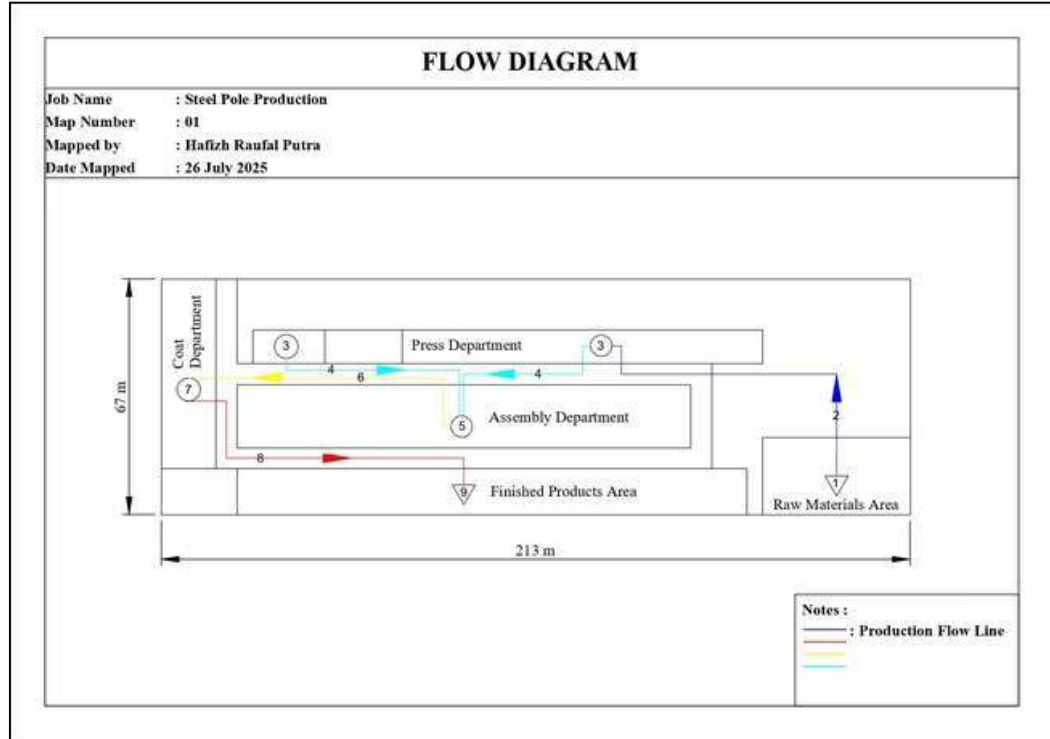 FLOW DIAGRAM
Job Name : Steel Pole Production
Map Number : 01
Mapped by : Hafizh Raufal Putra
Date Mapped : 26 July 2025
Coat Department
3
Press Department
3
4
4
6
7
67 m
2
5
Assembly Department
8
9
Finished Products Area
1
Raw Materials Area
213 m
Notes :
: Production Flow Line